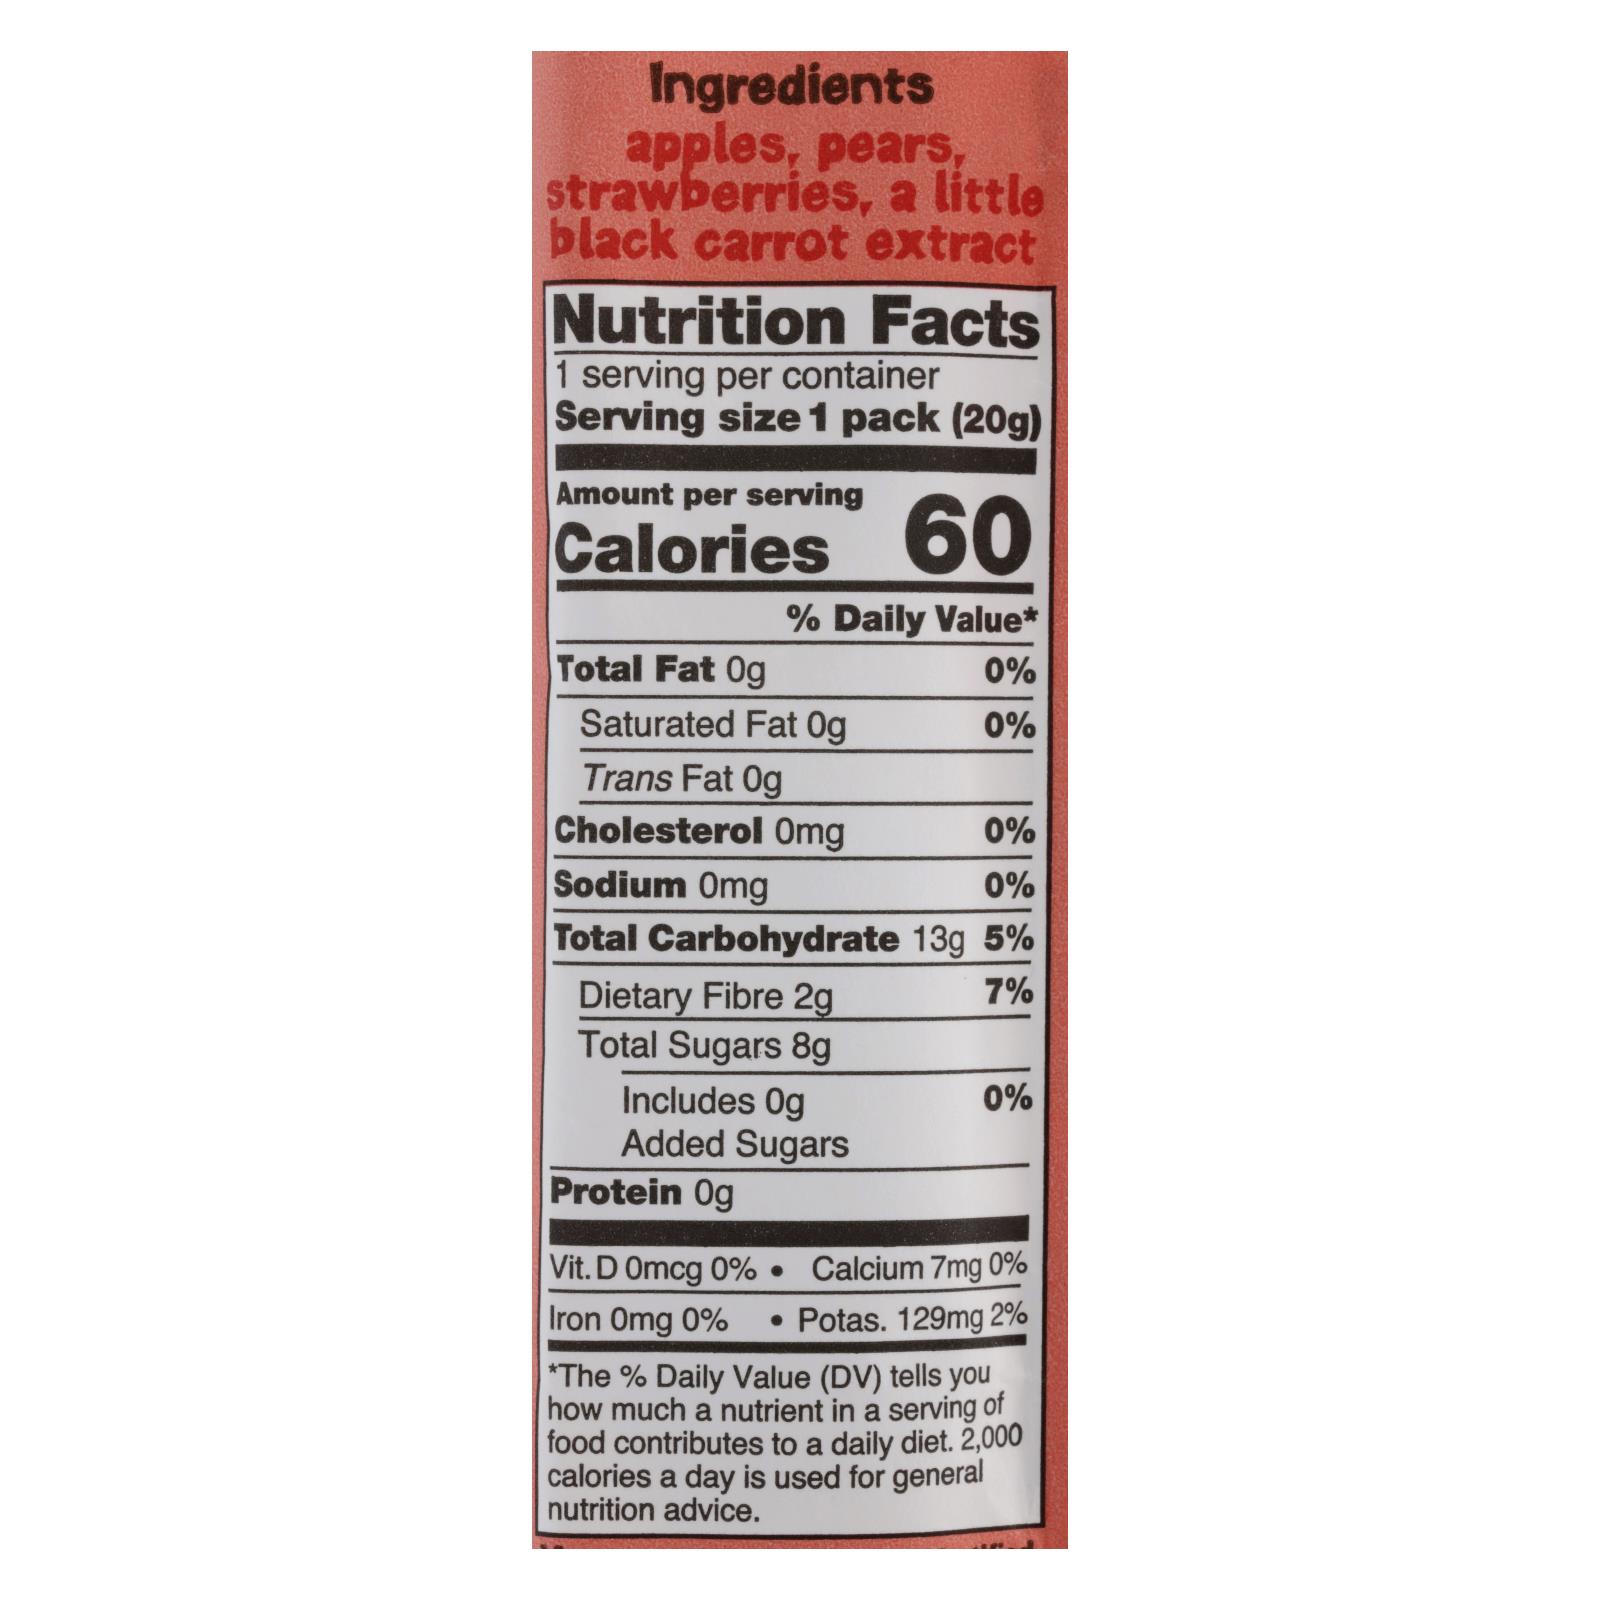 Ingredients
apples, pears,
strawberries, a little
black carrot extract
Nutrition Facts
1 serving per container
Serving size 1 pack (20g)
Amount per serving
Calories 60
% Daily Value*
Total Fat 0g 0%
Saturated Fat 0g 0%
Trans Fat 0g
Cholesterol 0mg 0%
Sodium 0mg 0%
Total Carbohydrate 13g 5%
Dietary Fibre 2g 7%
Total Sugars 8g
Includes 0g 0%
Added Sugars
Protein 0g
Vit. D 0mcg 0% • Calcium 7mg 0%
Iron 0mg 0% • Potas. 129mg 2%
*The % Daily Value (DV) tells you
how much a nutrient in a serving of
food contributes to a daily diet. 2,000
calories a day is used for general
nutrition advice.